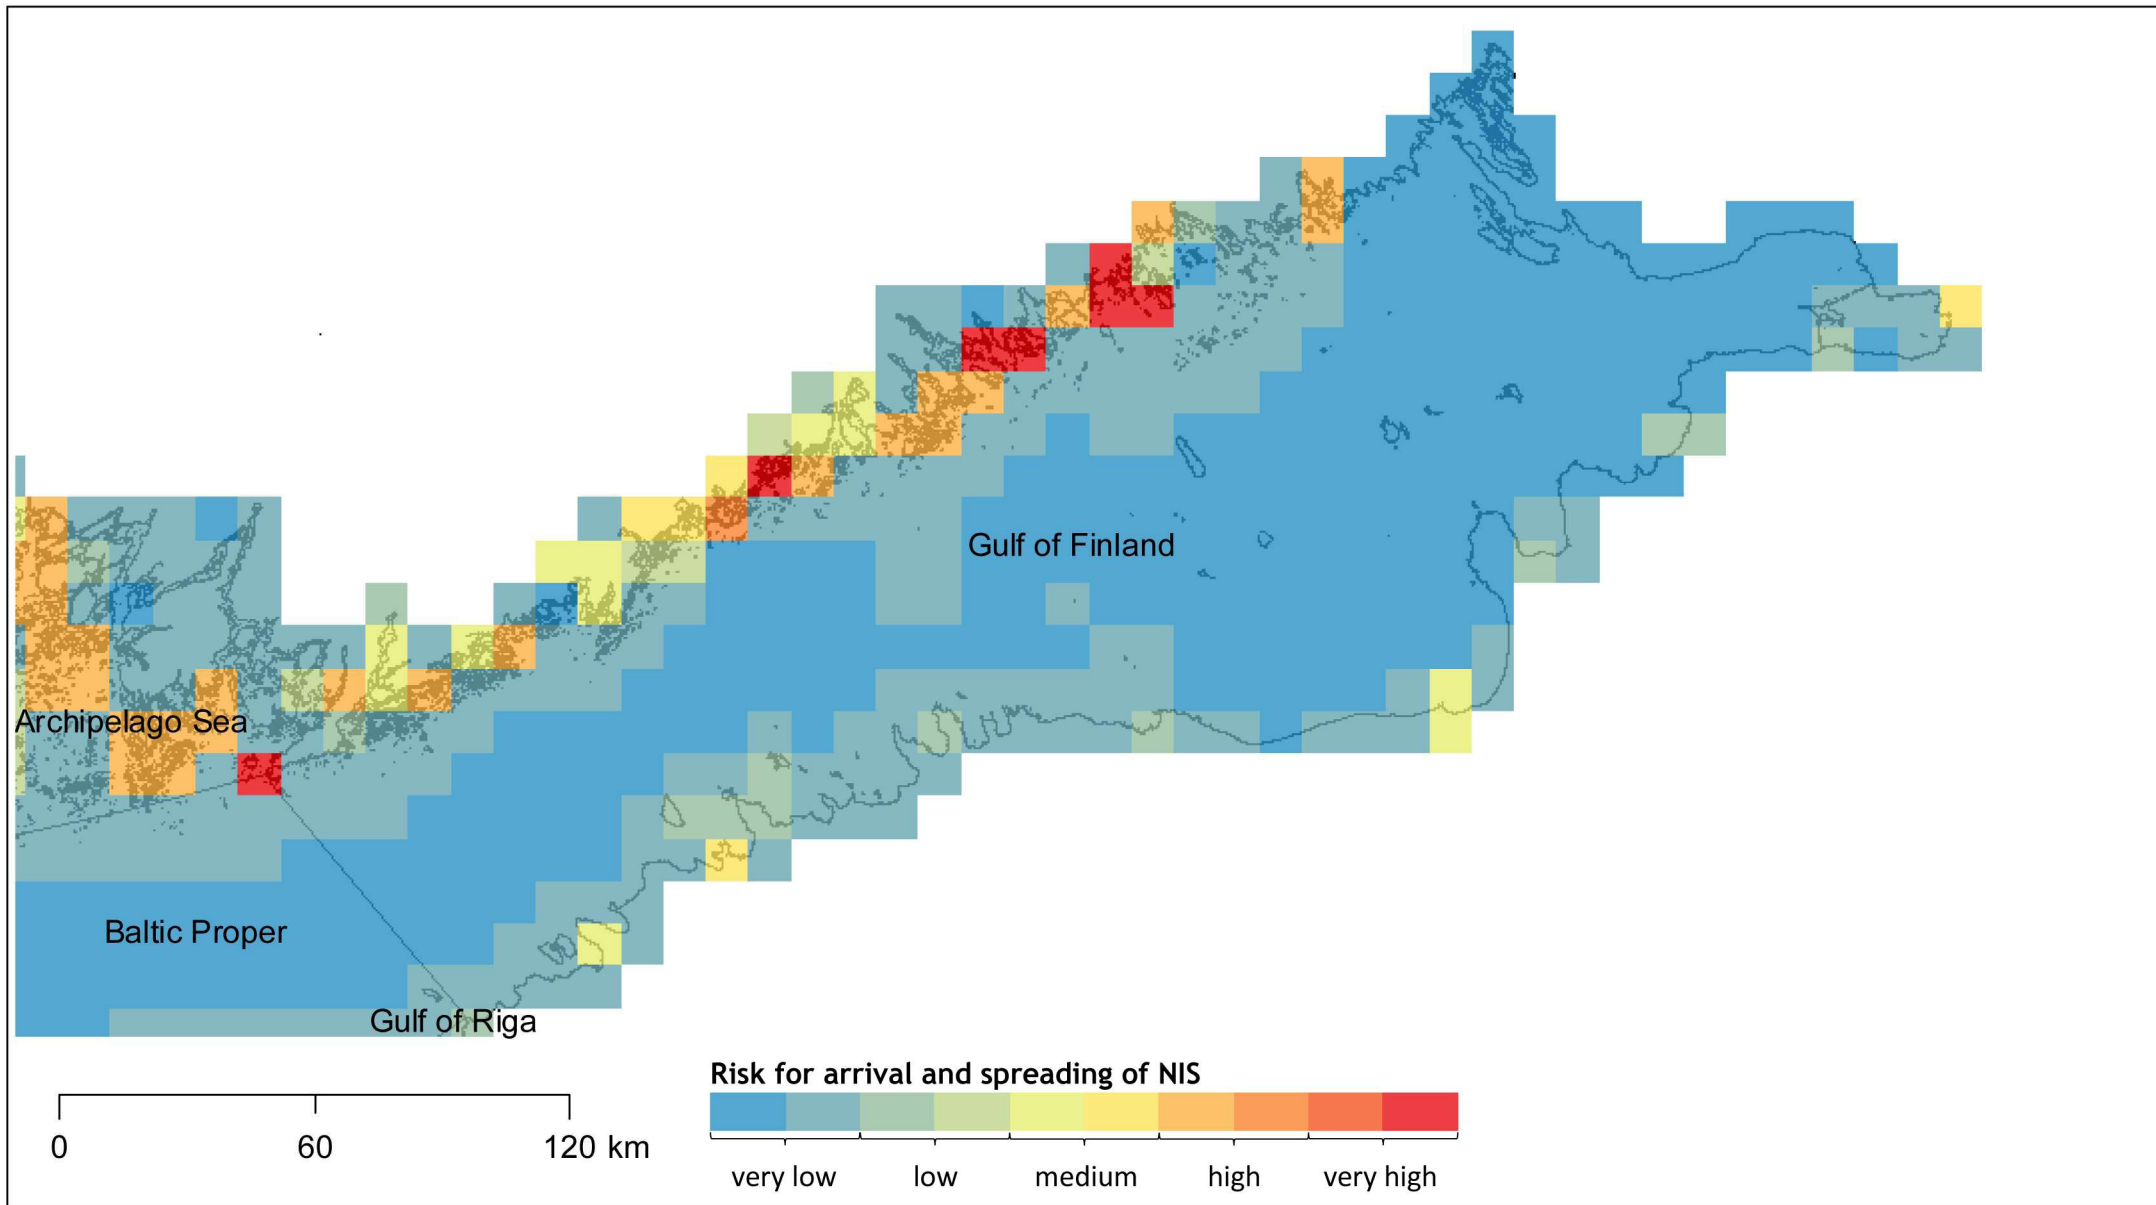 Gulf of Finland
Archipelago Sea
Baltic Proper
Gulf of Riga
Risk for arrival and spreading of NIS
0 60 120 km
very low low medium high very high